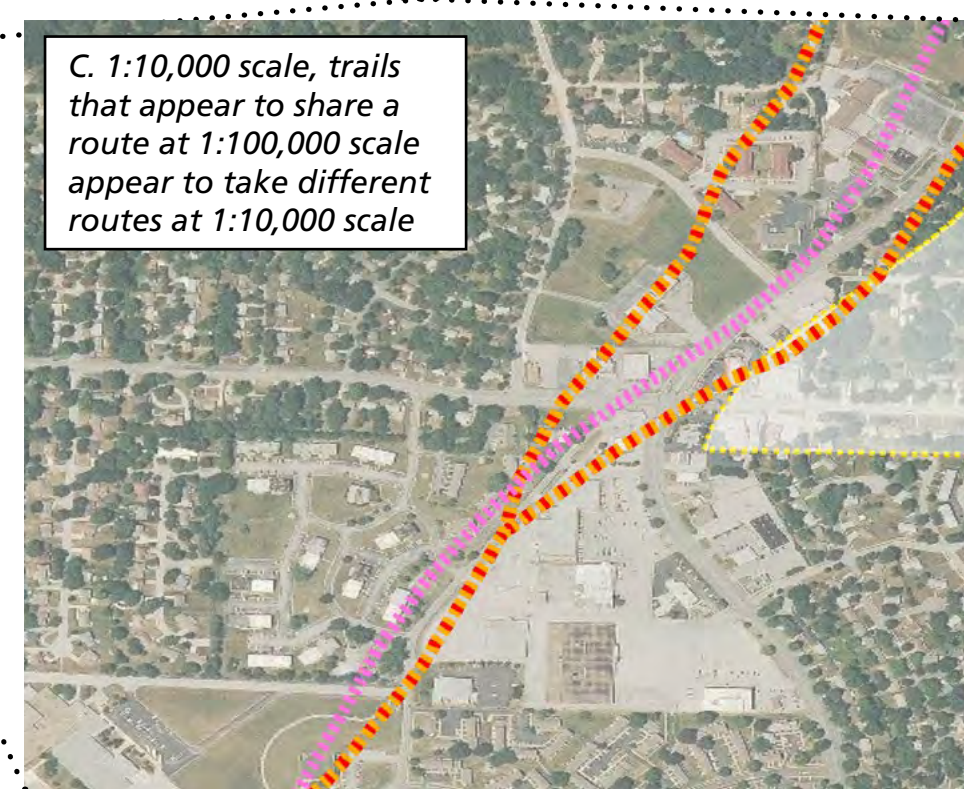 C. 1:10,000 scale, trails
that appear to share a
route at 1:100,000 scale
appear to take different
routes at 1:10,000 scale